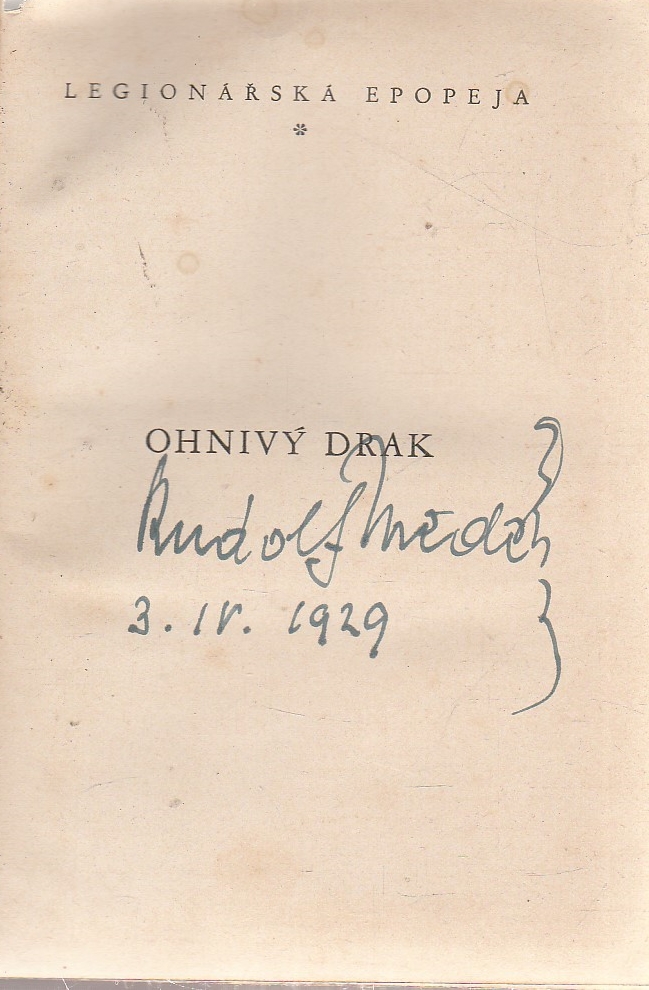 LEGIONÁŘSKÁ EPOPEJA
*
OHNIVÝ DRAK
Rudolf Medek
3. IV. 1929